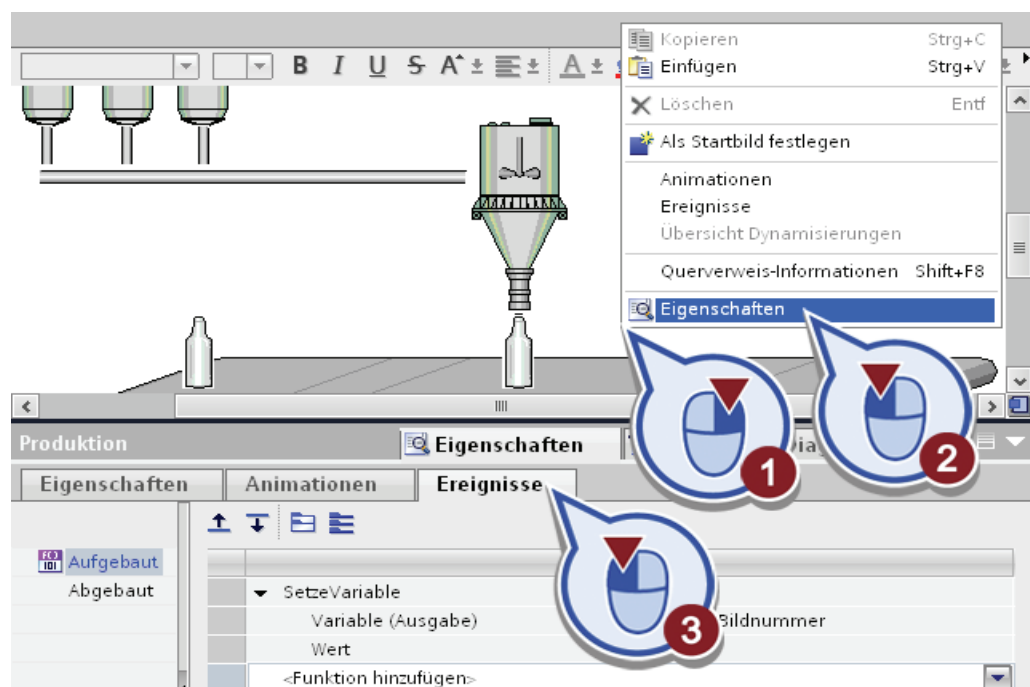 B I U S A
Kopieren Strg+C
Einfügen Strg+V
Löschen Entf
Als Startbild festlegen
Animationen
Ereignisse
Übersicht Dynamisierungen
Querverweis-Informationen Shift+F8
Eigenschaften
1
2
Produktion
Eigenschaften
Eigenschaften Animationen Ereignisse
3
Aufgebaut
Abgebaut
SetzeVariable
Variable (Ausgabe) Bildnummer
Wert
<Funktion hinzufügen>